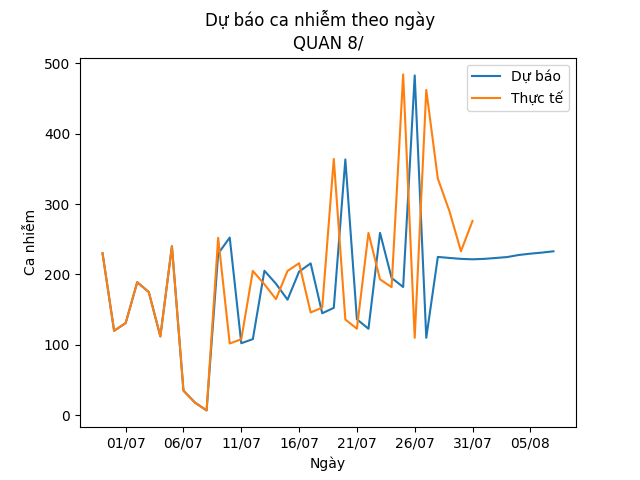 Dự báo ca nhiễm theo ngày
QUAN 8/
Dự báo
Thực tế
Ca nhiễm
500
400
300
200
100
0
01/07 06/07 11/07 16/07 21/07 26/07 31/07 05/08
Ngày